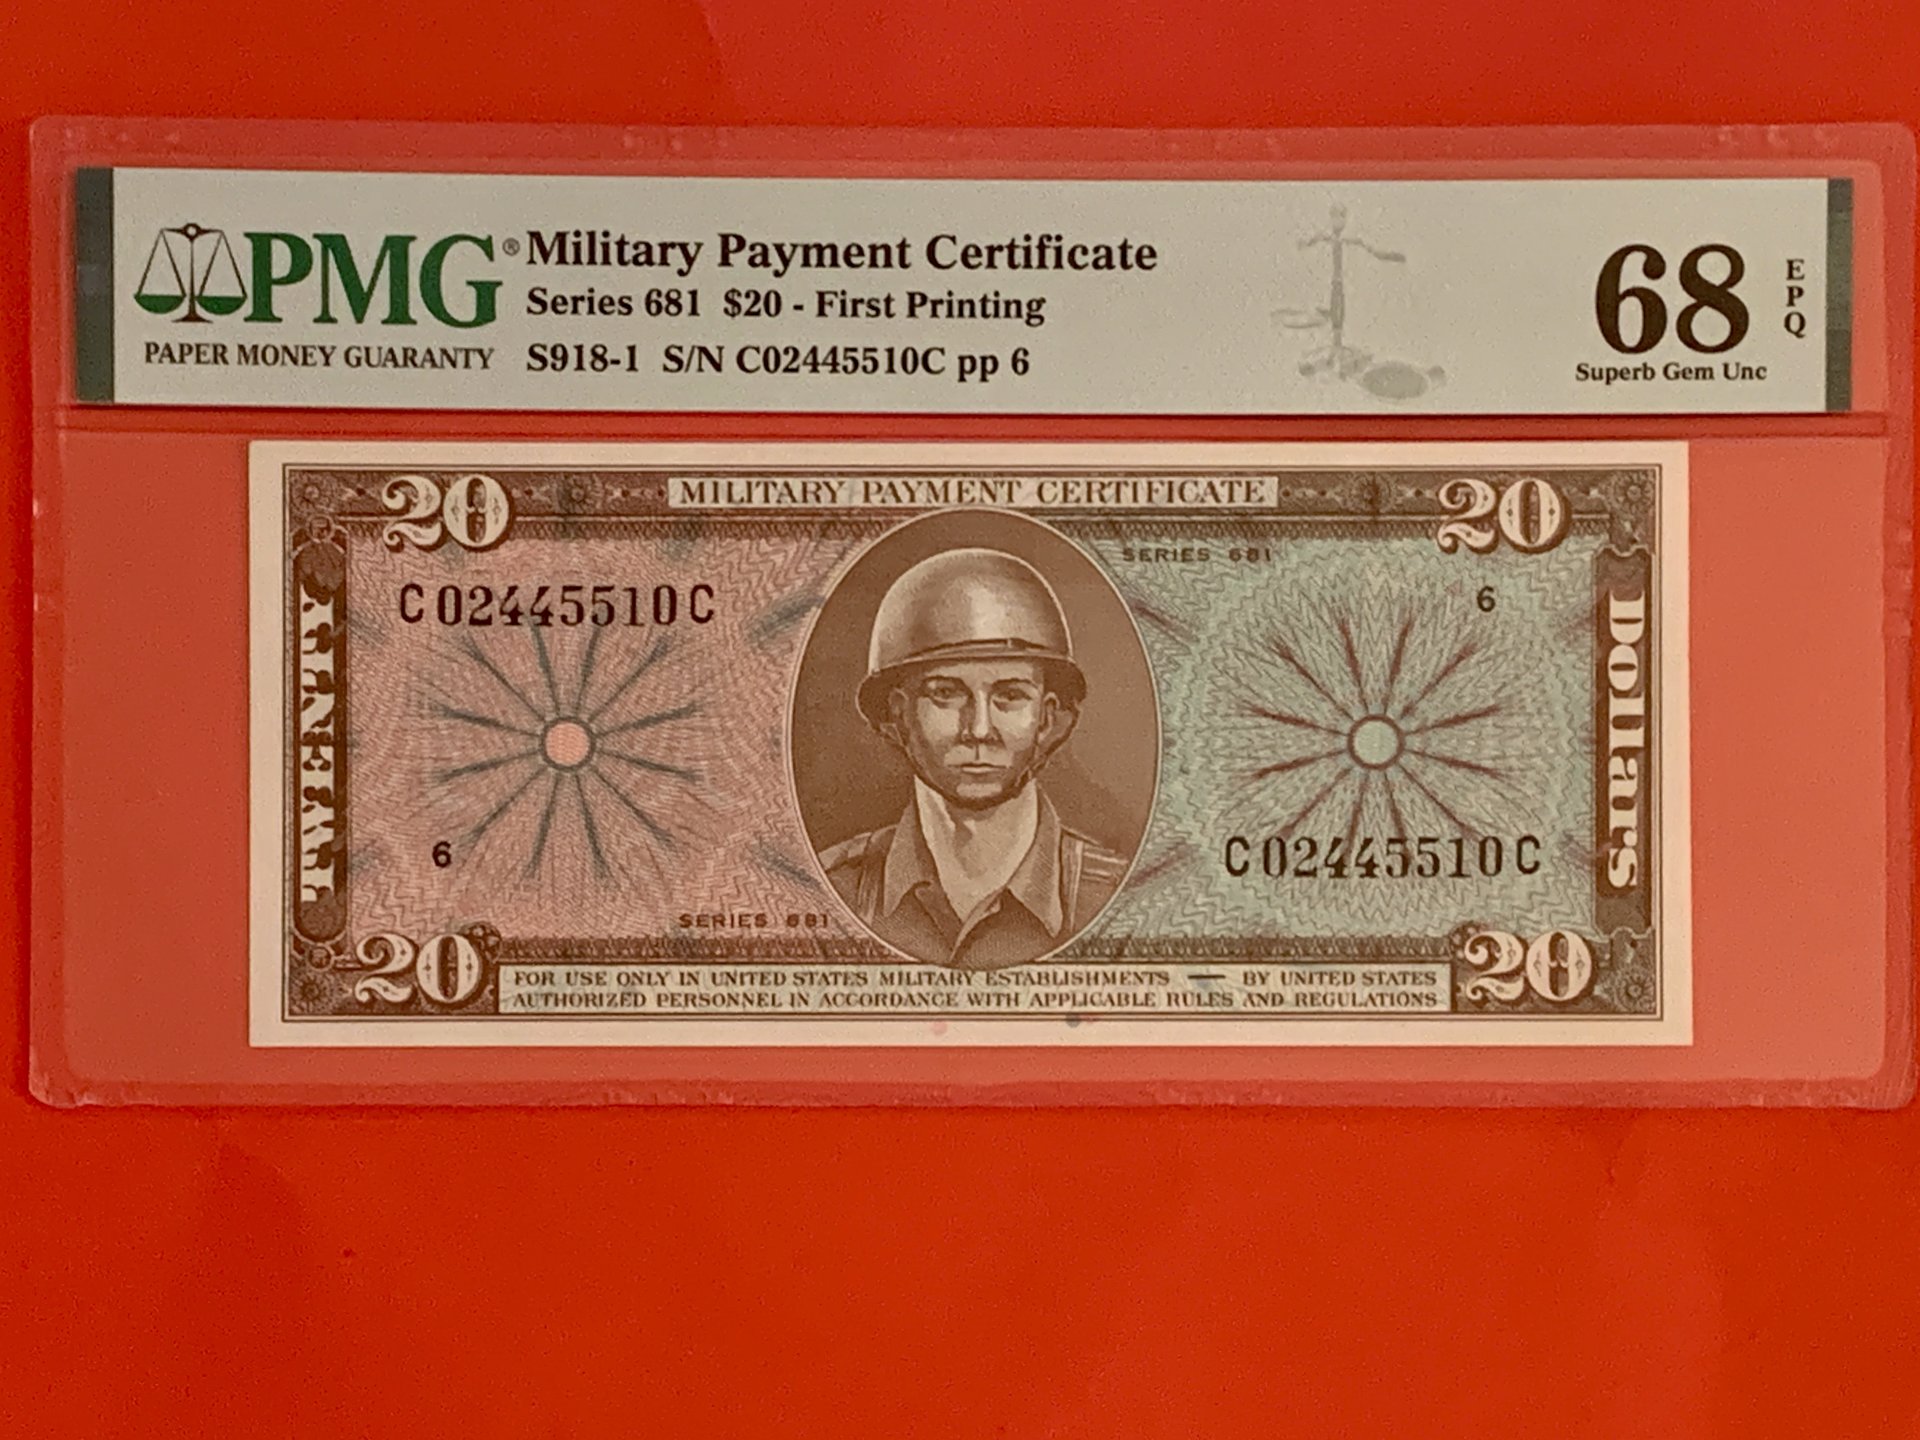 PMG®
PAPER MONEY GUARANTY
Military Payment Certificate
Series 681 $20 - First Printing
S918-1 S/N C02445510C pp 6
68
EPQ
Superb Gem Unc
20
MILITARY PAYMENT CERTIFICATE
20
SERIES 681
C02445510C
6
TWENTY
Dollars
6
C02445510C
SERIES 681
20
FOR USE ONLY IN UNITED STATES MILITARY ESTABLISHMENTS — BY UNITED STATES
AUTHORIZED PERSONNEL IN ACCORDANCE WITH APPLICABLE RULES AND REGULATIONS
20